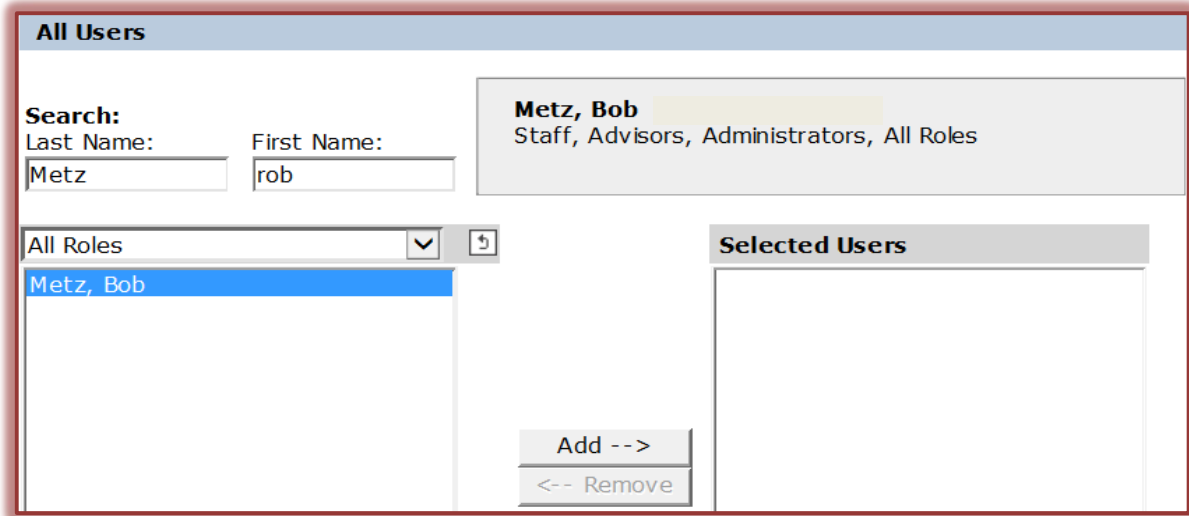 All Users
Search:
Last Name: First Name:
Metz rob
Metz, Bob
Staff, Advisors, Administrators, All Roles
All Roles
Metz, Bob
Selected Users
Add -->
<-- Remove